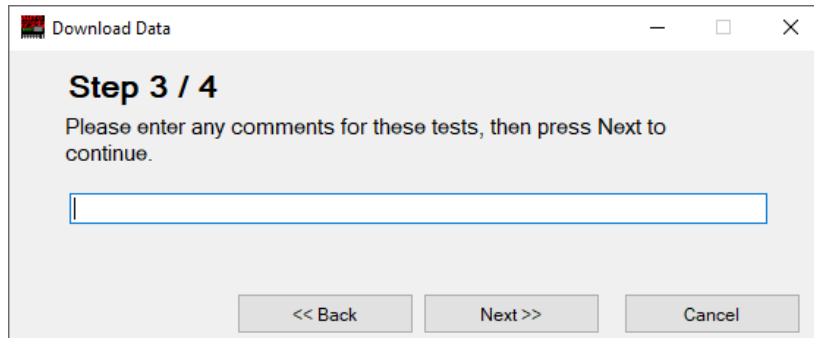 Download Data
Step 3 / 4
Please enter any comments for these tests, then press Next to
continue.
<< Back
Next >>
Cancel